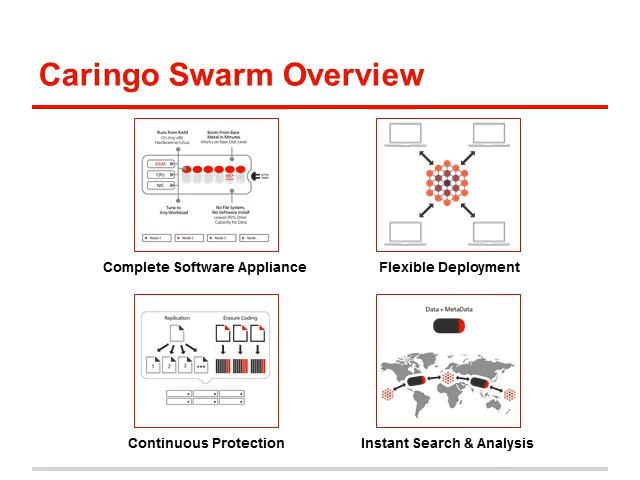 Caringo Swarm Overview
Runs from RAM
On Any x86
Hardware w/Linux
Boots From Bare
Metal in Minutes
Works on Raw Disk Level
RAM
CPU
NIC
95%
Tune to
Any Workload
No File System,
No Software Install
Leaves 95% Drive
Capacity for Data
Node 1
Node 2
Node 3
Node...
Complete Software Appliance
Flexible Deployment
Replication
Erasure Coding
1 2 3 •••
Continuous Protection
Data + MetaData
Instant Search & Analysis